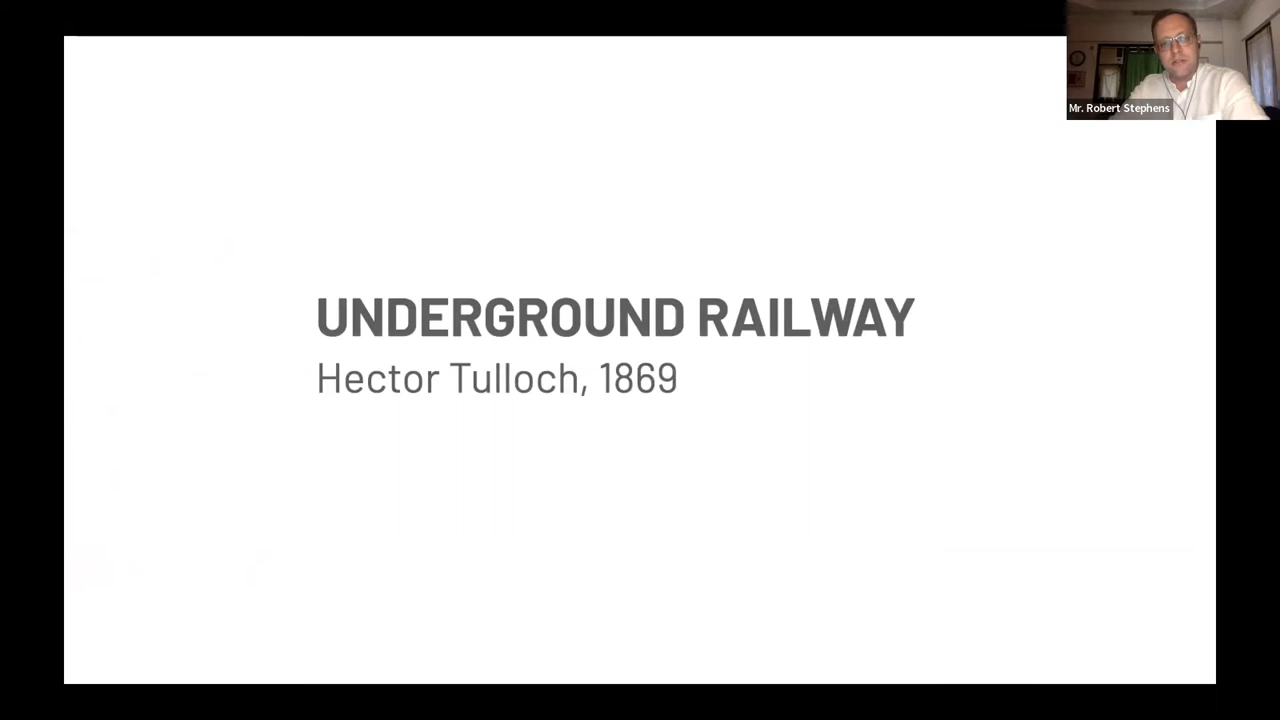 UNDERGROUND RAILWAY
Hector Tulloch, 1869
Mr. Robert Stephens